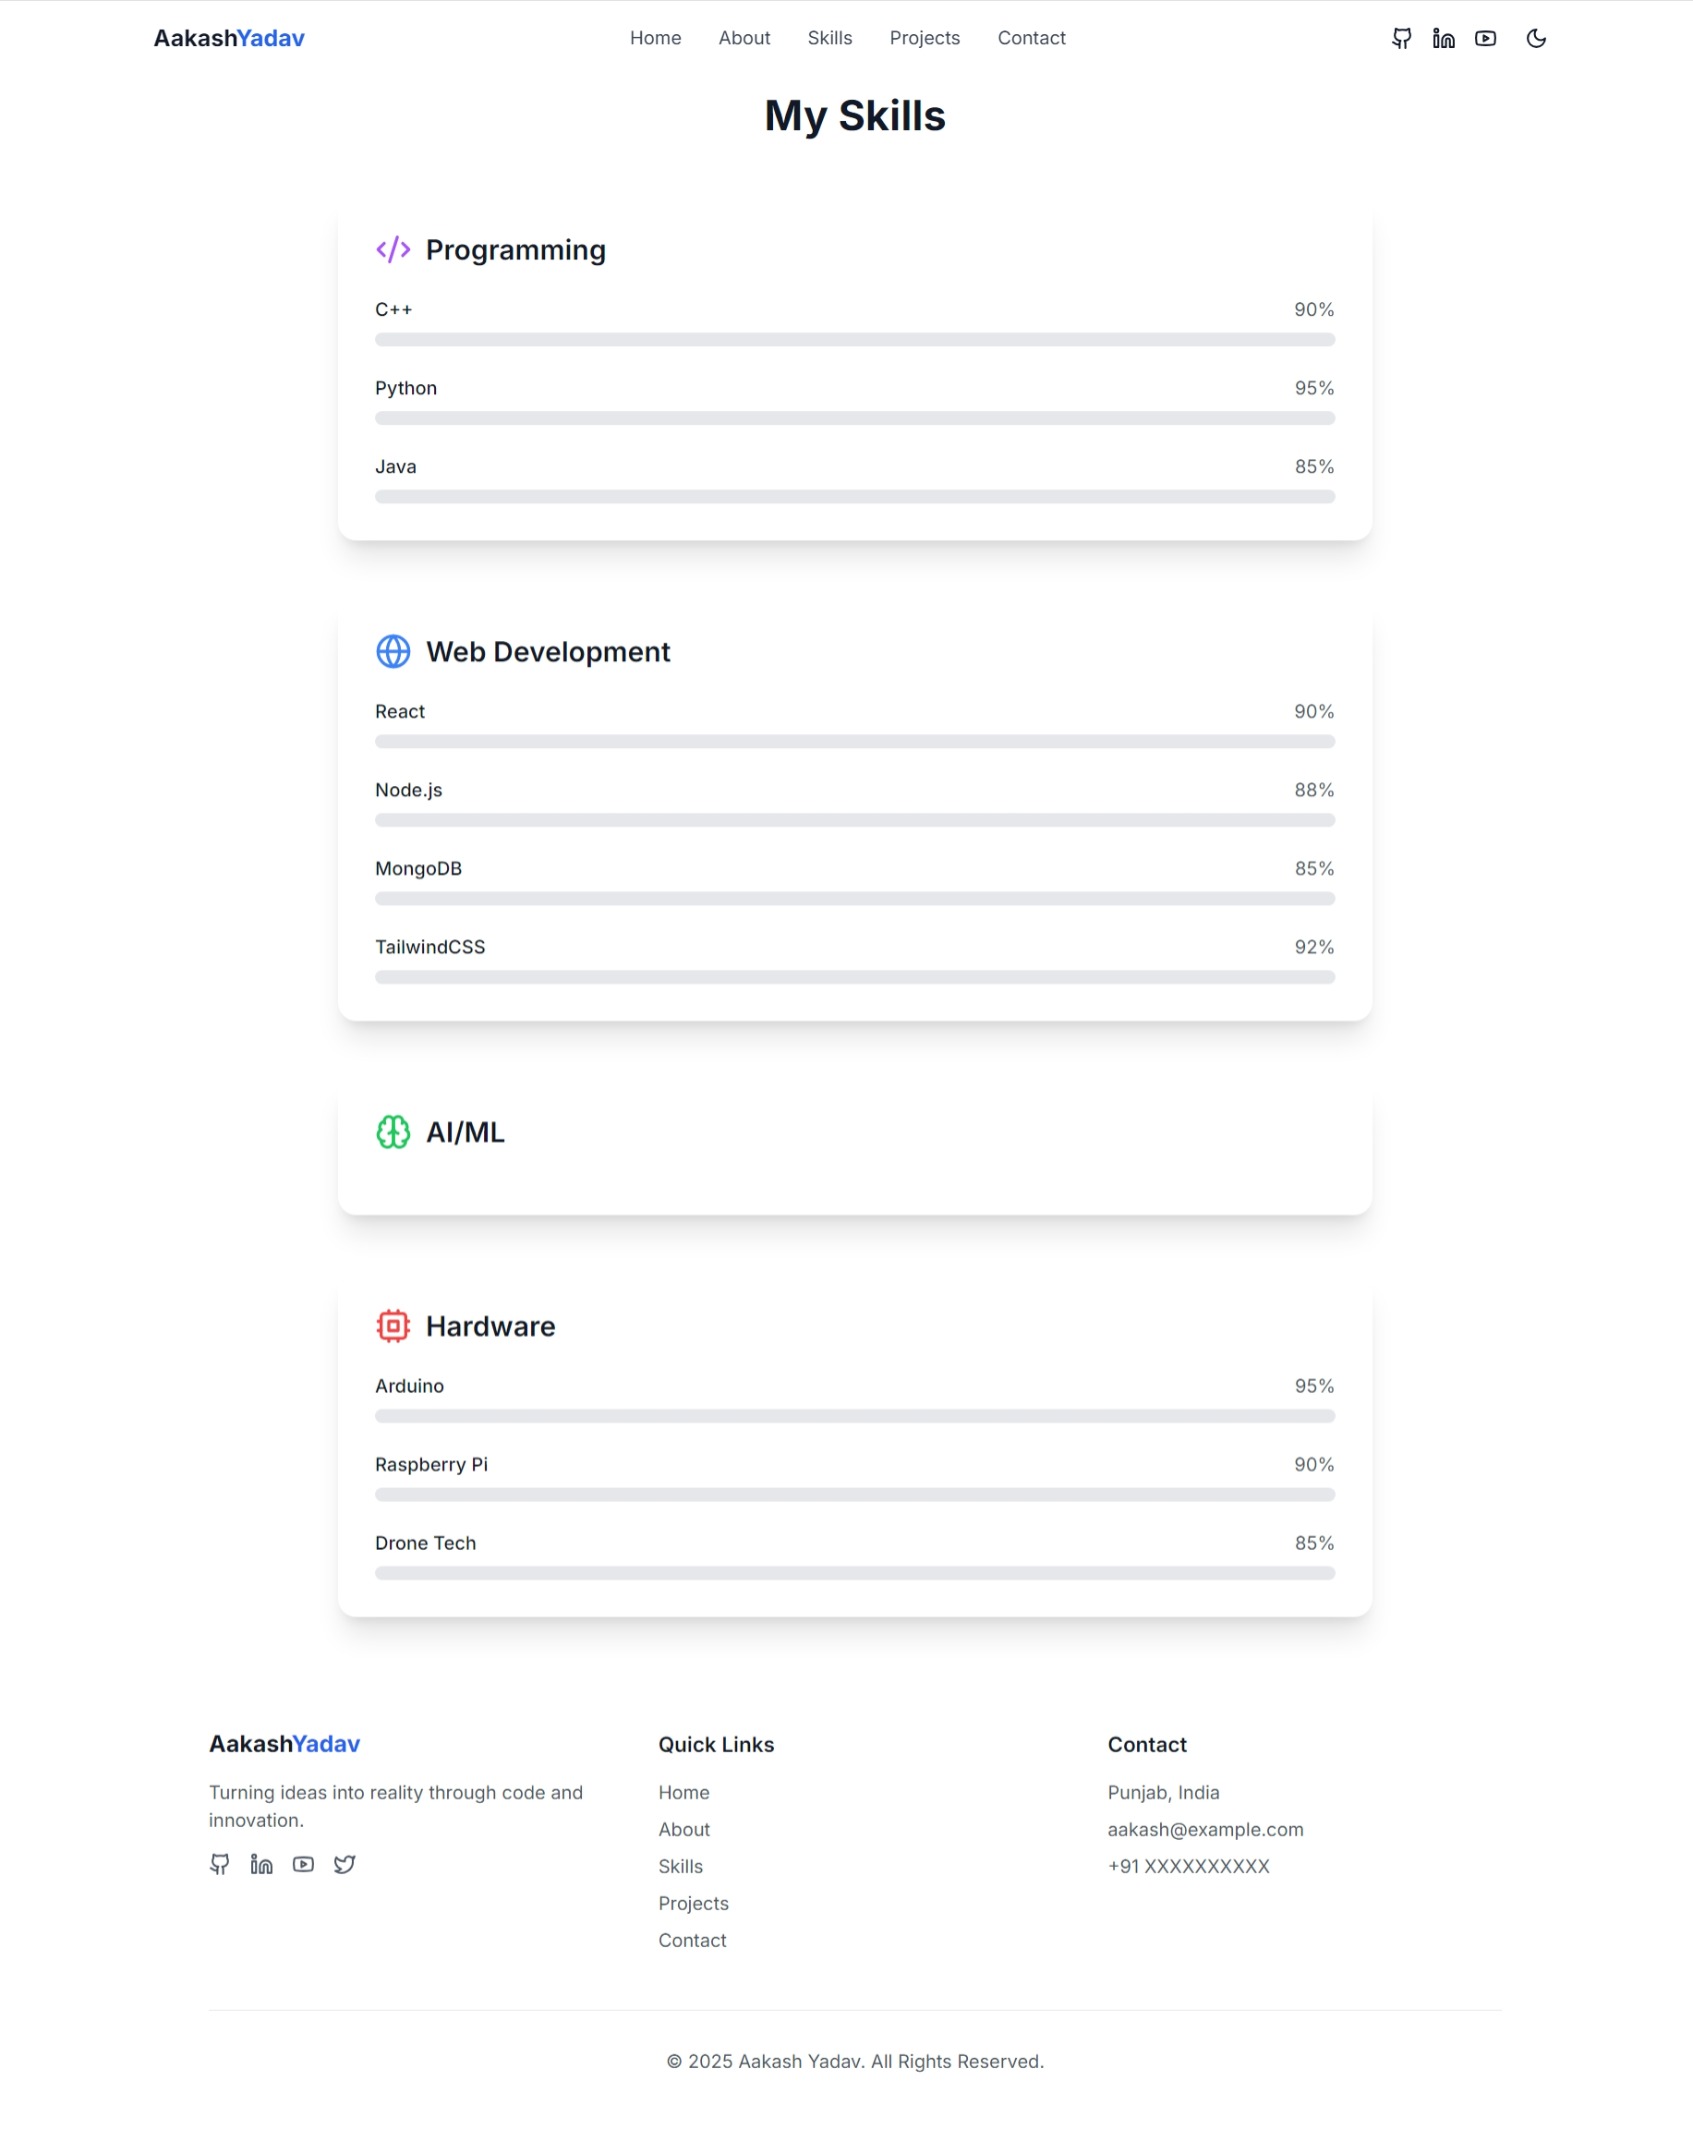 AakashYadav
Home
About
Skills
Projects
Contact
My Skills
Programming
C++ 90%
Python 95%
Java 85%
Web Development
React 90%
Node.js 88%
MongoDB 85%
TailwindCSS 92%
AI/ML
Hardware
Arduino 95%
Raspberry Pi 90%
Drone Tech 85%
AakashYadav
Turning ideas into reality through code and
innovation.
Quick Links
Home
About
Skills
Projects
Contact
Contact
Punjab, India
aakash@example.com
+91 XXXXXXXXXX
© 2025 Aakash Yadav. All Rights Reserved.